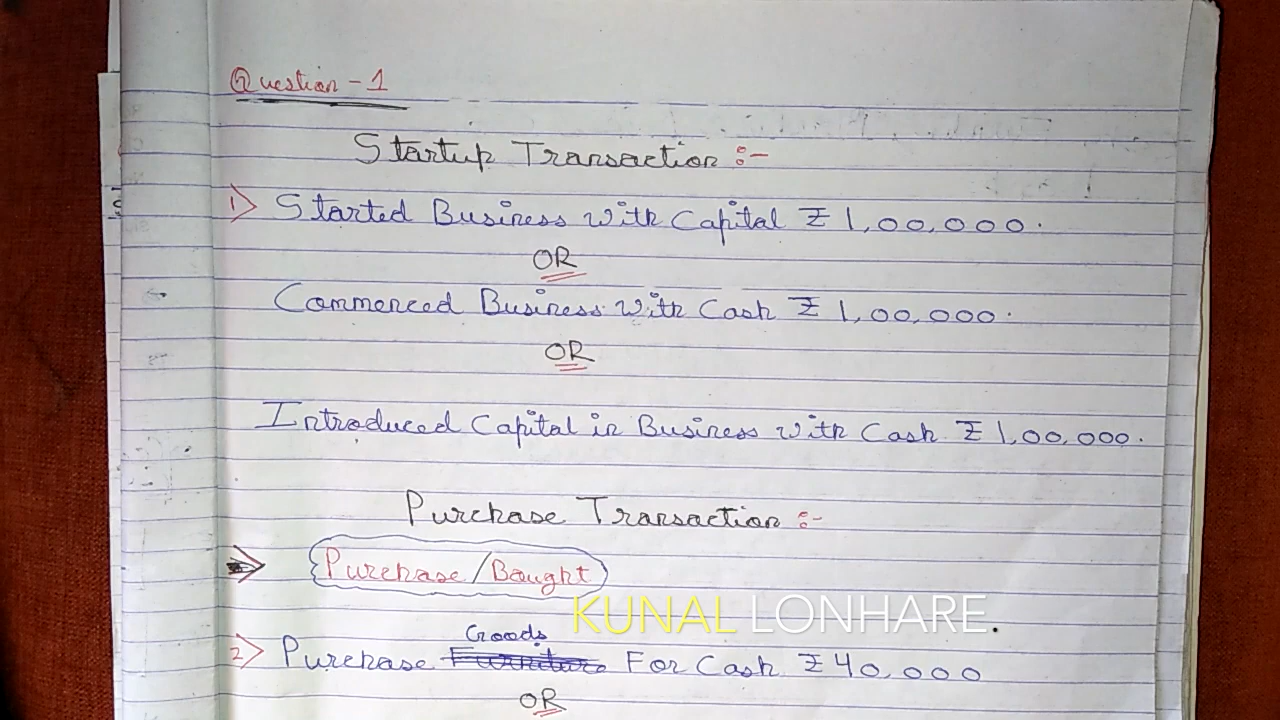 Question - 1
Startup Transaction :-
1> Started Business with Capital ₹ 1,00,000.
OR
Commenced Business with Cash ₹ 1,00,000.
OR
Introduced Capital in Business with Cash ₹ 1,00,000.
Purchase Transaction :-
Purchase/Bought
KUNAL LONHARE.
Goods
2> Purchase Furniture For Cash ₹ 40,000
OR